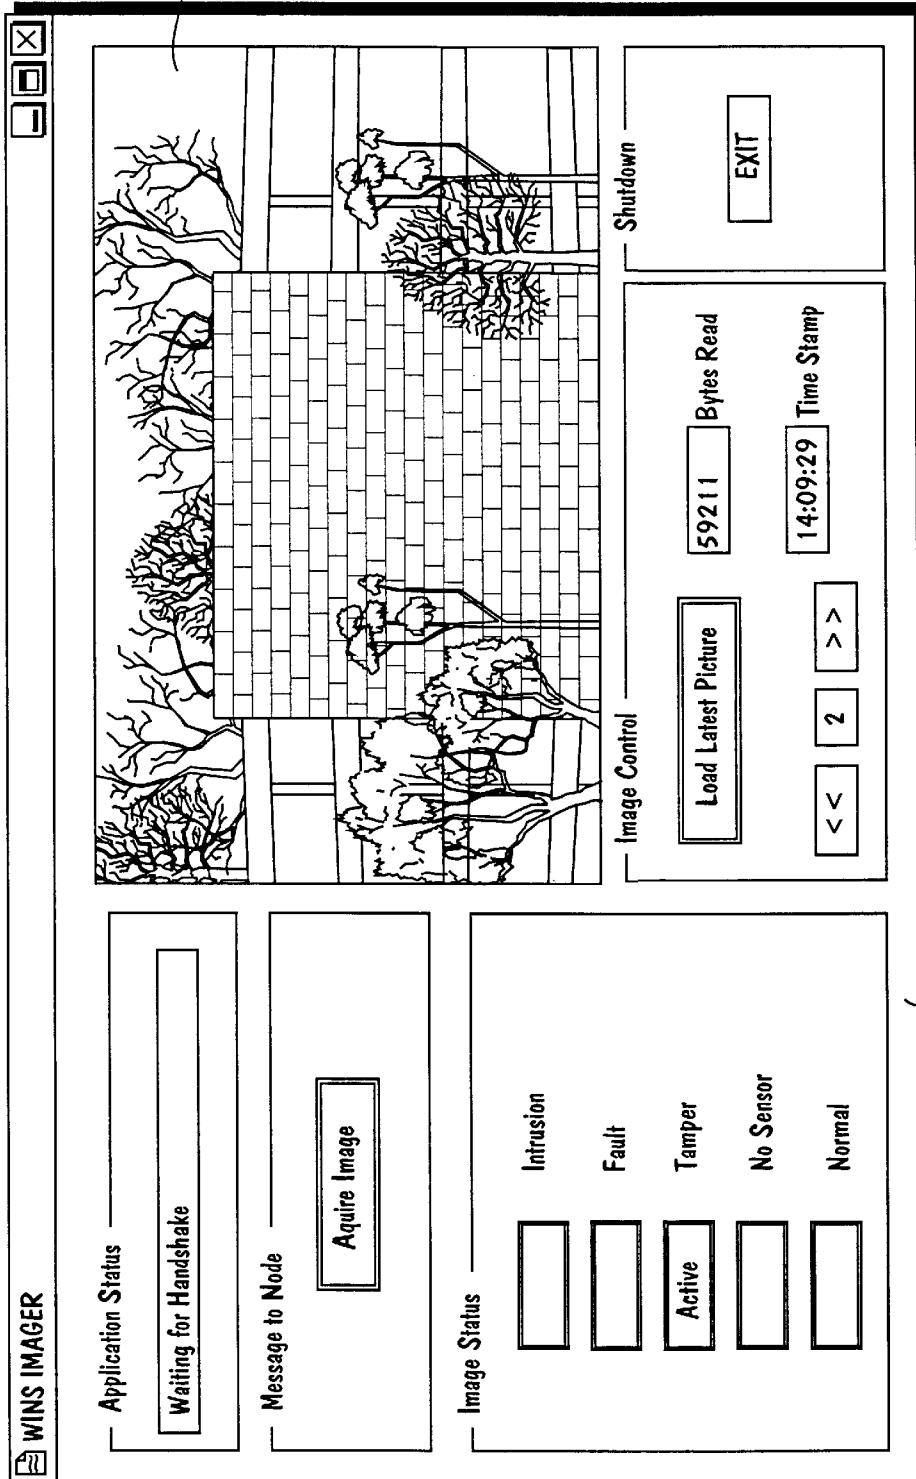 WINS IMAGER
Application Status
Waiting for Handshake
Message to Node
Aquire Image
Image Status
Intrusion
Fault
Active Tamper
No Sensor
Normal
Image Control
Load Latest Picture
59211 Bytes Read
<< 2 >>
14:09:29 Time Stamp
Shutdown
EXIT